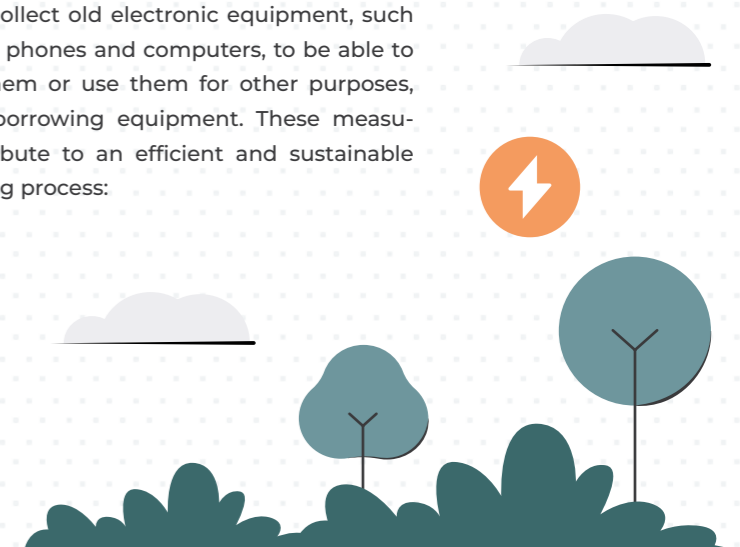 ollect old electronic equipment, such
phones and computers, to be able to
em or use them for other purposes,
borrowing equipment. These measu-
bute to an efficient and sustainable
g process: